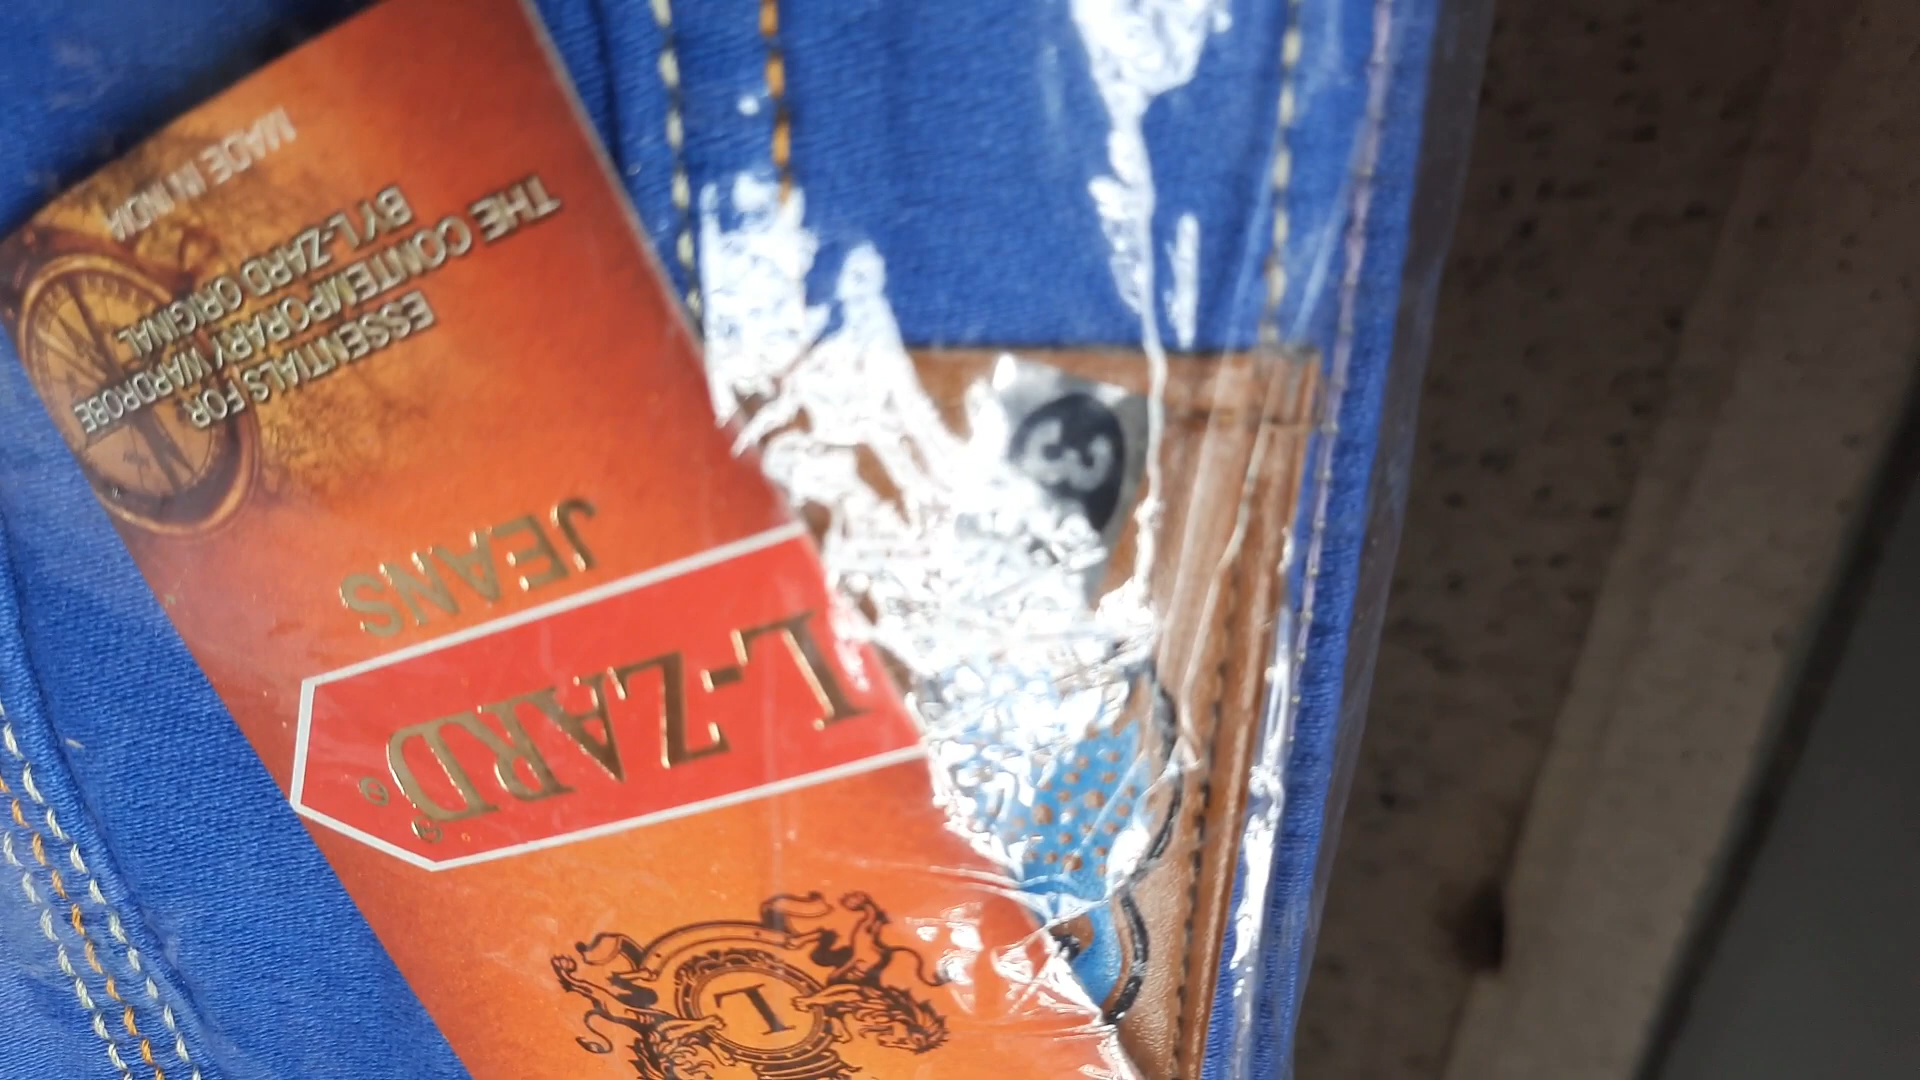 L
L-ZARD
JEANS
ESSENTIALS FOR
THE CONTEMPORARY WARDROBE
BY L-ZARD ORIGINAL
MADE IN INDIA